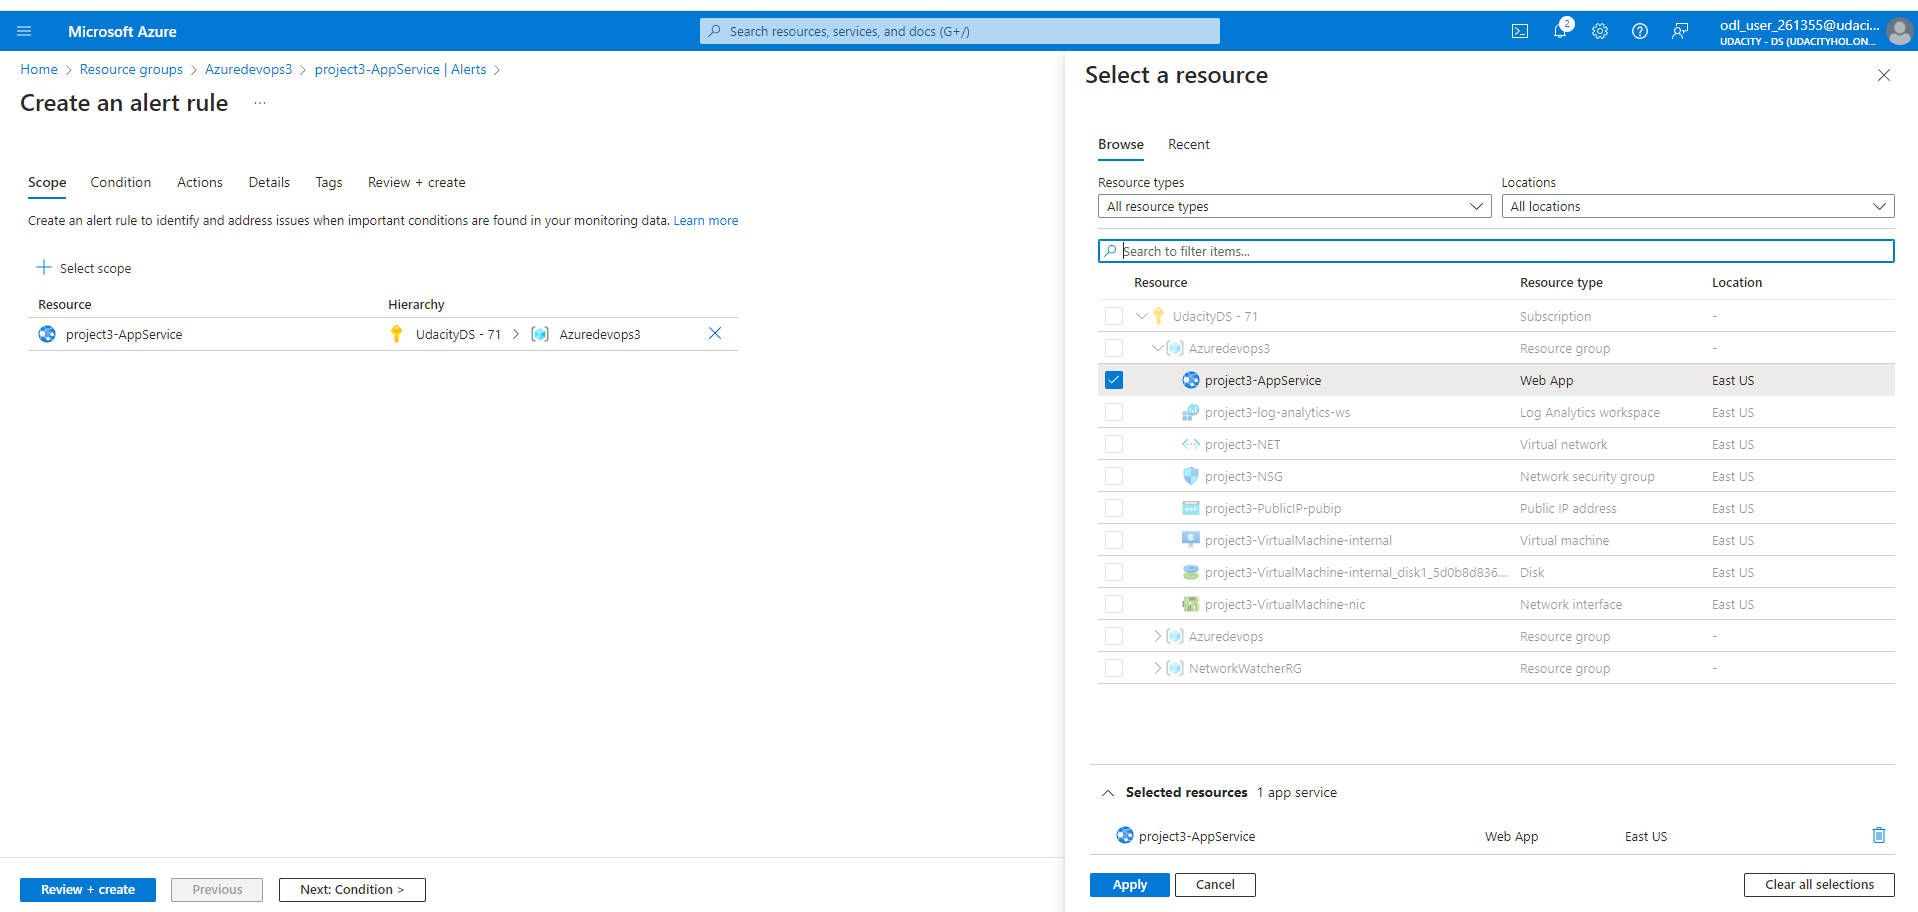 Microsoft Azure
Search resources, services, and docs (G+/)
2
odl_user_261355@udaci...
UDACITY - DS (UDACITYHOL.ON...
Home > Resource groups > Azuredevops3 > project3-AppService | Alerts >
Create an alert rule ...
Scope Condition Actions Details Tags Review + create
Create an alert rule to identify and address issues when important conditions are found in your monitoring data. Learn more
+ Select scope
Resource Hierarchy
project3-AppService UdacityDS - 71 > Azuredevops3
Review + create Previous Next: Condition >
Select a resource
Browse Recent
Resource types Locations
All resource types All locations
Search to filter items...
Resource Resource type Location
UdacityDS - 71 Subscription -
Azuredevops3 Resource group -
project3-AppService Web App East US
project3-log-analytics-ws Log Analytics workspace East US
project3-NET Virtual network East US
project3-NSG Network security group East US
project3-PublicIP-pubip Public IP address East US
project3-VirtualMachine-internal Virtual machine East US
project3-VirtualMachine-internal_disk1_5d0b8d836... Disk East US
project3-VirtualMachine-nic Network interface East US
Azuredevops Resource group -
NetworkWatcherRG Resource group -
Selected resources 1 app service
project3-AppService Web App East US
Apply Cancel Clear all selections